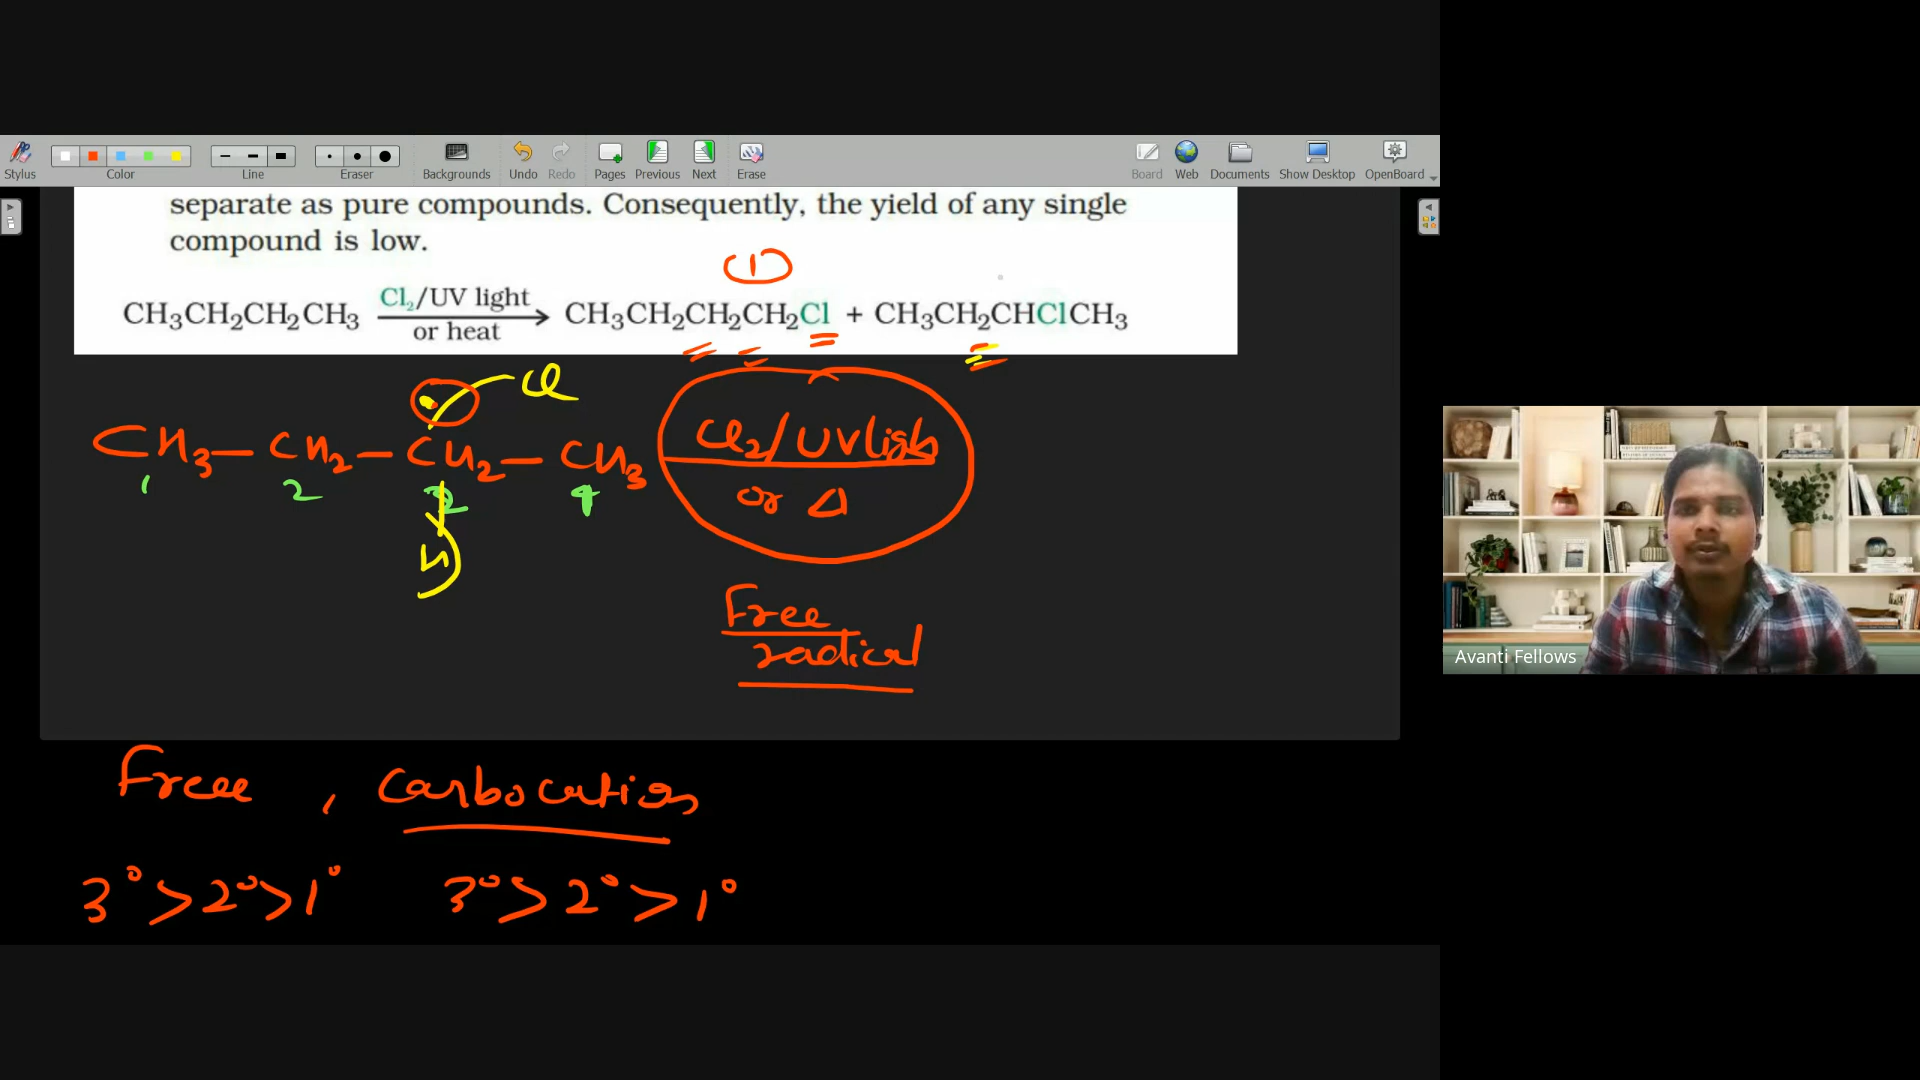 Stylus Color Line Eraser Backgrounds Undo Redo Pages Previous Next Erase Board Web Documents Show Desktop OpenBoard
separate as pure compounds. Consequently, the yield of any single
compound is low.
(1)
CH₃CH₂CH₂CH₃ Cl₂/UV light or heat → CH₃CH₂CH₂CH₂Cl + CH₃CH₂CHClCH₃
Cl
CH₃ — CH₂ — CH₂ — CH₃ Cl₂/UV ligh
1 2 3 4 or Δ
H
Free
radical
Avanti Fellows
Free , Carbocation
3° > 2° > 1° 3° > 2° > 1°